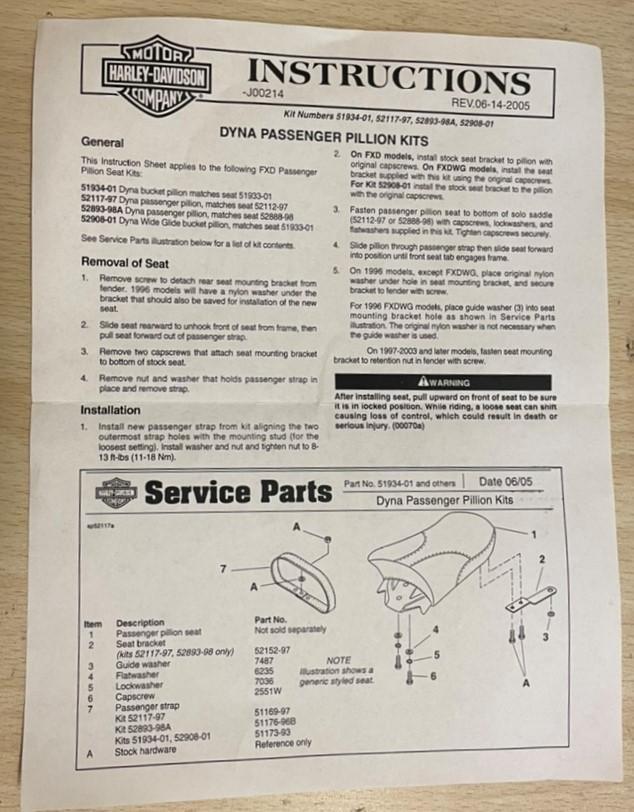 MOTOR
HARLEY-DAVIDSON
COMPANY
INSTRUCTIONS
-J00214
REV.06-14-2005
Kit Numbers 51934-01, 52117-97, 52893-98A, 52908-01
DYNA PASSENGER PILLION KITS
General
This Instruction Sheet applies to the following FXD Passenger
Pillion Seat Kits:
51934-01 Dyna bucket pillion matches seat 51933-01
52117-97 Dyna passenger pillion, matches seat 52112-97
52893-98A Dyna passenger pillion, matches seat 52888-98
52908-01 Dyna Wide Glide bucket pillion, matches seat 51933-01
See Service Parts illustration below for a list of kit contents.
Removal of Seat
1. Remove screw to detach rear seat mounting bracket from
fender. 1996 models will have a nylon washer under the
bracket that should also be saved for installation of the new
seat.
2. Slide seat rearward to unhook front of seat from frame, then
pull seat forward out of passenger strap.
3. Remove two capscrews that attach seat mounting bracket
to bottom of stock seat.
4. Remove nut and washer that holds passenger strap in
place and remove strap.
Installation
1. Install new passenger strap from kit aligning the two
outermost strap holes with the mounting stud (for the
loosest setting). Install washer and nut and tighten nut to 8-
13 ft-lbs (11-18 Nm).
2. On FXD models, install stock seat bracket to pillion with
original capscrews. On FXDWG models, install the seat
bracket supplied with this kit using the original capscrews.
For Kit 52908-01 install the stock seat bracket to the pillion
with the original capscrews.
3. Fasten passenger pillion seat to bottom of solo saddle
(52112-97 or 52888-98) with capscrews, lockwashers, and
flatwashers supplied in this kit. Tighten capscrews securely.
4. Slide pillion through passenger strap then slide seat forward
into position until front seat tab engages frame.
5. On 1996 models, except FXDWG, place original nylon
washer under hole in seat mounting bracket, and secure
bracket to fender with screw.
For 1996 FXDWG models, place guide washer (3) into seat
mounting bracket hole as shown in Service Parts
illustration. The original nylon washer is not necessary when
the guide washer is used.
On 1997-2003 and later models, fasten seat mounting
bracket to retention nut in fender with screw.
WARNING
After installing seat, pull upward on front of seat to be sure
it is in locked position. While riding, a loose seat can shift
causing loss of control, which could result in death or
serious injury. (00070a)
Service Parts
Part No. 51934-01 and others
Date 06/05
Dyna Passenger Pillion Kits
ap52117a
A
7
A
1
2
3
4
5
6
A
Item Description Part No.
1 Passenger pillion seat Not sold separately
2 Seat bracket
(kits 52117-97, 52893-98 only) 52152-97
3 Guide washer 7487
4 Flatwasher 6235
5 Lockwasher 7036
6 Capscrew 2551W
7 Passenger strap
Kit 52117-97 51169-97
Kit 52893-98A 51176-96B
Kits 51934-01, 52908-01 51173-93
A Stock hardware Reference only
NOTE
Illustration shows a
generic styled seat.